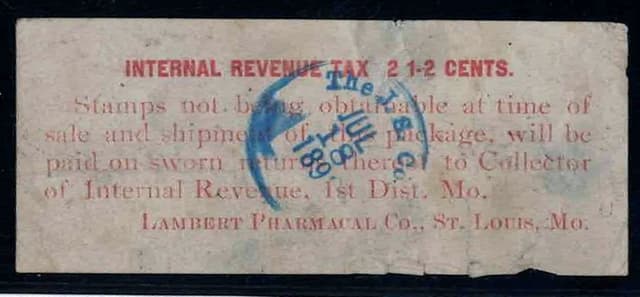 INTERNAL REVENUE TAX 2 1-2 CENTS.
Stamps not being obtainable at time of
sale and shipment of this package, will be
paid on sworn return thereof to Collector
of Internal Revenue, 1st Dist. Mo.
LAMBERT PHARMACAL CO., ST. LOUIS, MO.
The & C.
JUL
18
189